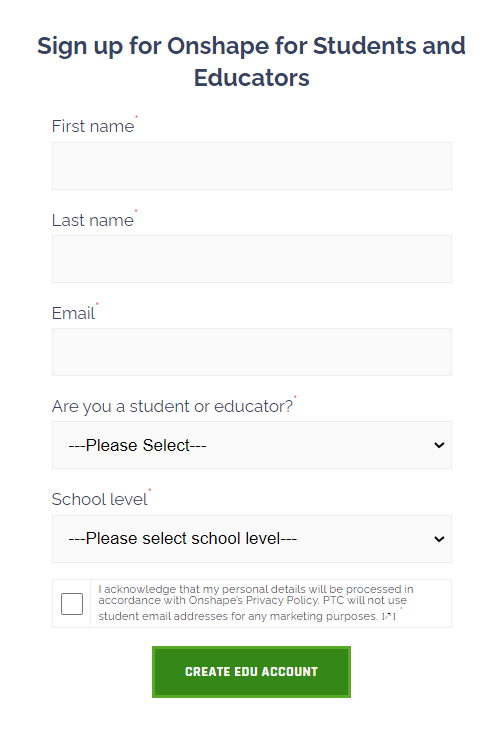 Sign up for Onshape for Students and
Educators
First name*
Last name*
Email*
Are you a student or educator?*
---Please Select---
School level*
---Please select school level---
I acknowledge that my personal details will be processed in
accordance with Onshape's Privacy Policy. PTC will not use
student email addresses for any marketing purposes. [↗] *
CREATE EDU ACCOUNT